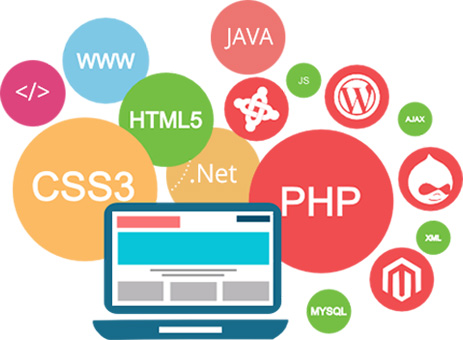 JAVA
WWW
</>
JS
HTML5
AJAX
CSS3
.Net
PHP
XML
MYSQL